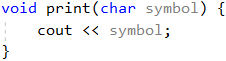 void print(char symbol) {
    cout << symbol;
}